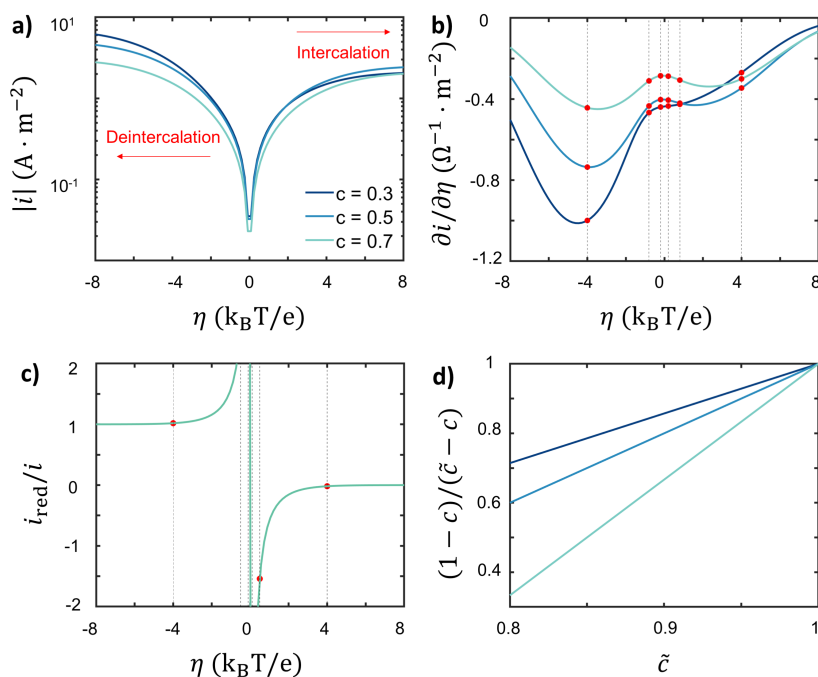 a)
|i| (A · m⁻²)
10¹
10⁻¹
Intercalation
Deintercalation
c = 0.3
c = 0.5
c = 0.7
-8 -4 0 4 8
η (k_BT/e)
b)
∂i/∂η (Ω⁻¹ · m⁻²)
0
-0.4
-0.8
-1.2
-8 -4 0 4 8
η (k_BT/e)
c)
i_red/i
2
1
0
-1
-2
-8 -4 0 4 8
η (k_BT/e)
d)
(1 − c)/(c̃ − c)
1
0.8
0.6
0.4
0.8 0.9 1
c̃